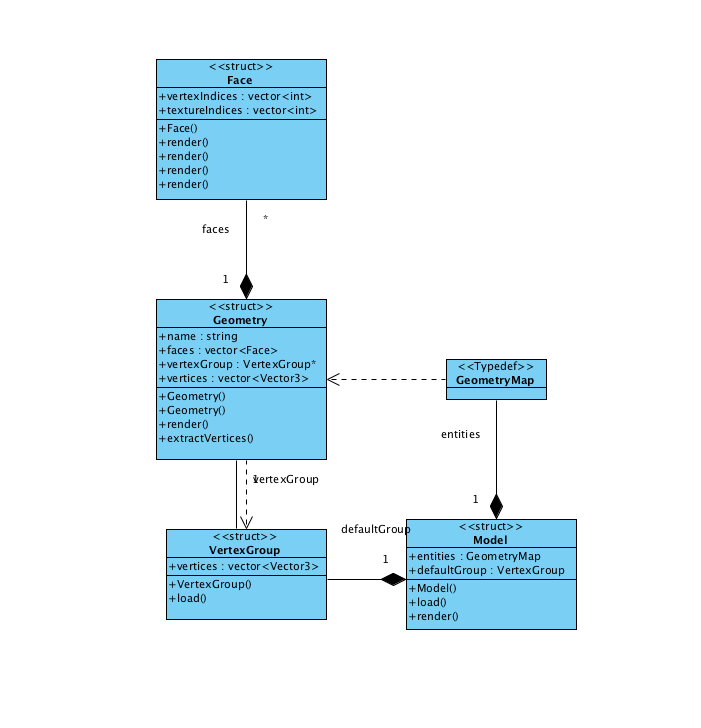 <<struct>>
Face
+vertexIndices : vector<int>
+textureIndices : vector<int>
+Face()
+render()
+render()
+render()
+render()
*
faces
1
<<struct>>
Geometry
+name : string
+faces : vector<Face>
+vertexGroup : VertexGroup*
+vertices : vector<Vector3>
+Geometry()
+Geometry()
+render()
+extractVertices()
<<Typedef>>
GeometryMap
entities
1
vertexGroup
1
<<struct>>
VertexGroup
+vertices : vector<Vector3>
+VertexGroup()
+load()
defaultGroup
1
<<struct>>
Model
+entities : GeometryMap
+defaultGroup : VertexGroup
+Model()
+load()
+render()